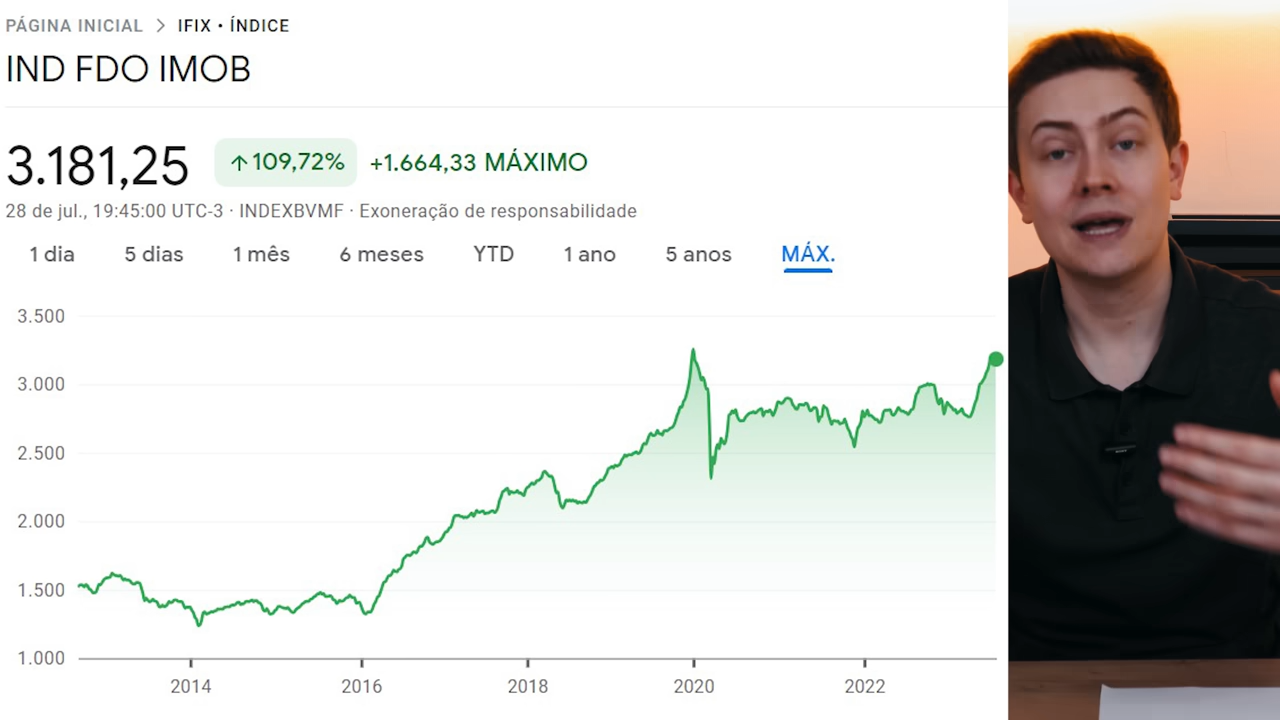 PÁGINA INICIAL > IFIX • ÍNDICE
IND FDO IMOB
3.181,25 ↑109,72% +1.664,33 MÁXIMO
28 de jul., 19:45:00 UTC-3 · INDEXBVMF · Exoneração de responsabilidade
1 dia 5 dias 1 mês 6 meses YTD 1 ano 5 anos MÁX.
3.500
3.000
2.500
2.000
1.500
1.000
2014 2016 2018 2020 2022